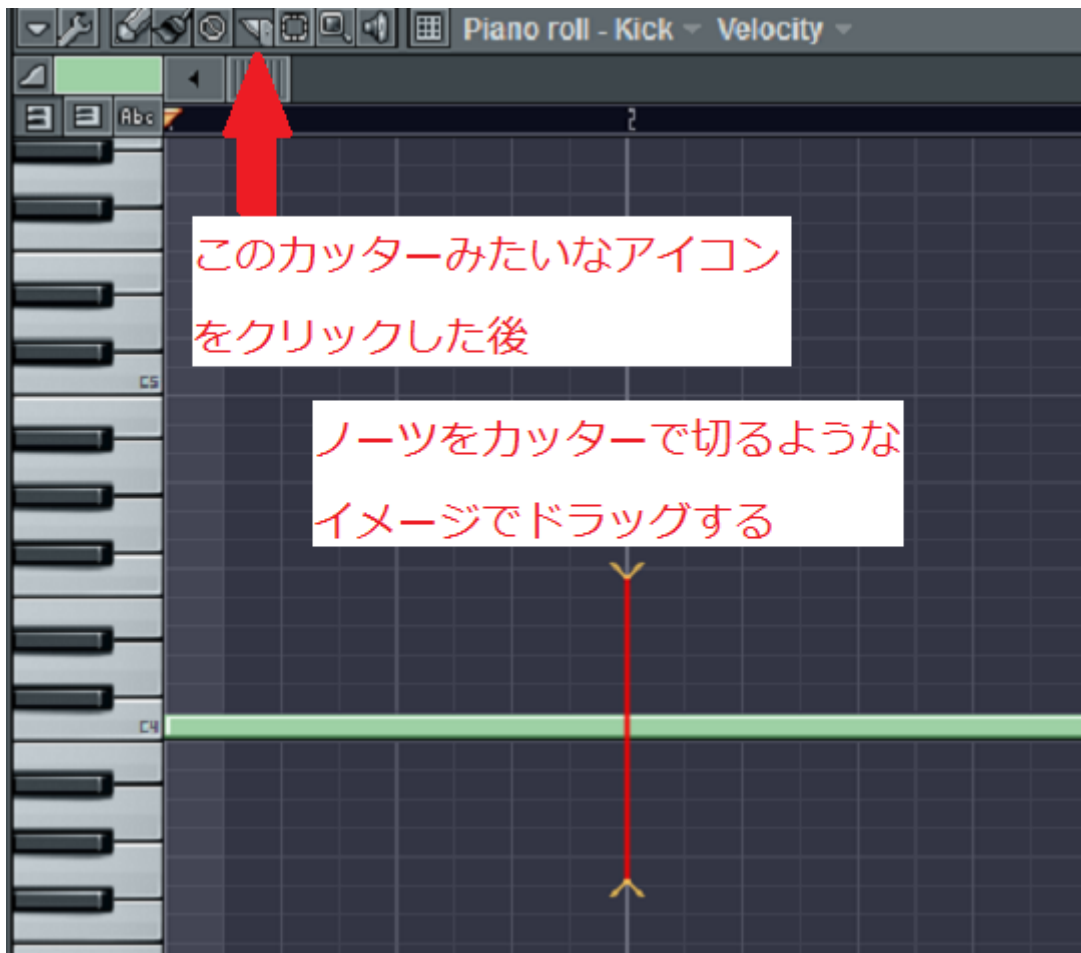 Piano roll - Kick Velocity
Abc
2
このカッターみたいなアイコン
をクリックした後
C5
ノーツをカッターで切るような
イメージでドラッグする
C4